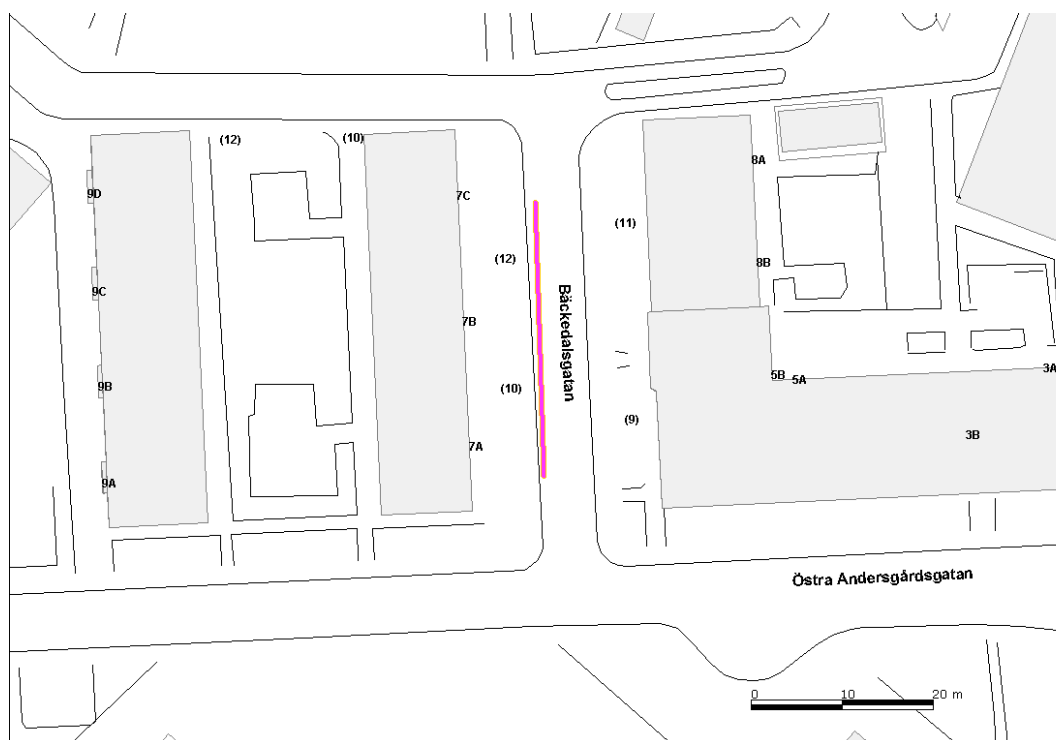 (12)
(10)
8A
9D
7C
(11)
(12)
8B
9C
Bäckedalsgatan
7B
3A
5B
5A
9B
(10)
(9)
3B
7A
9A
Östra Andersgårdsgatan
0 10 20 m